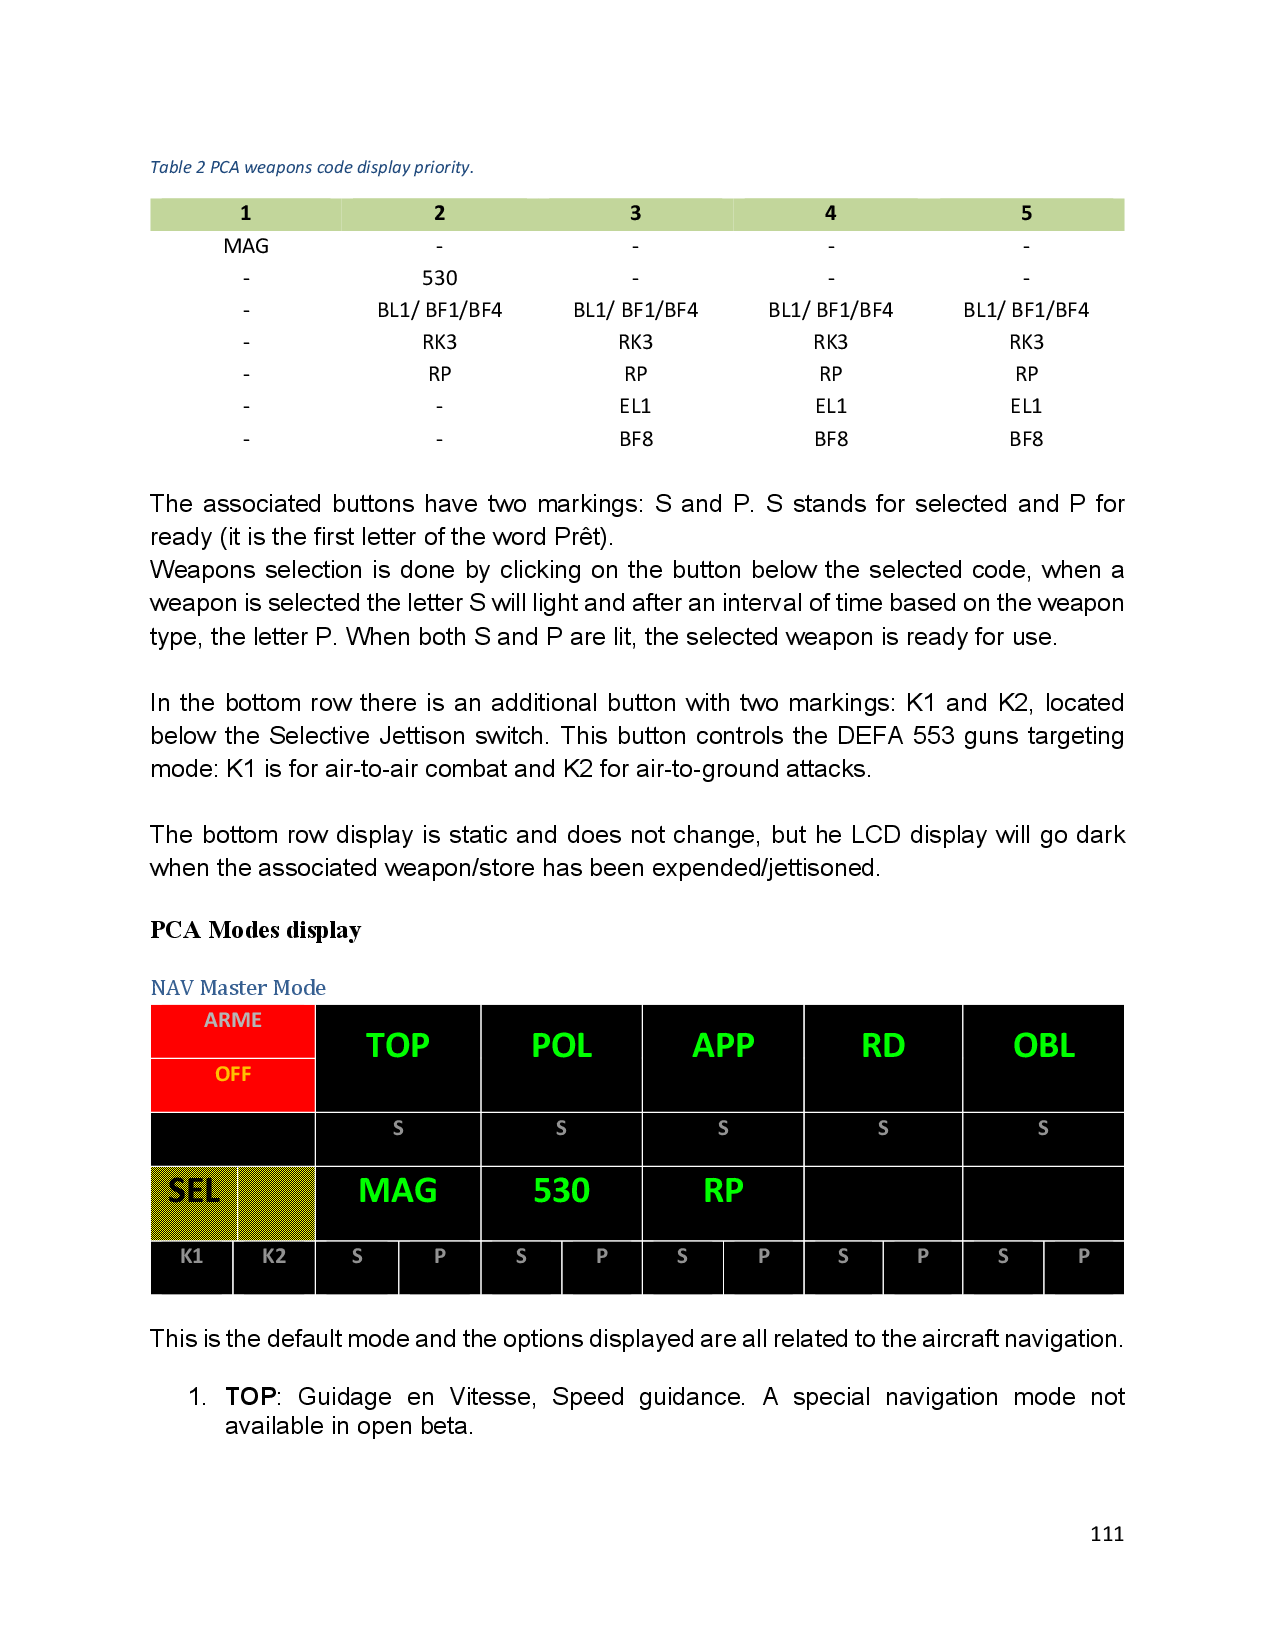 Table 2 PCA weapons code display priority.
1 2 3 4 5
MAG - - - -
- 530 - - -
- BL1/ BF1/BF4 BL1/ BF1/BF4 BL1/ BF1/BF4 BL1/ BF1/BF4
- RK3 RK3 RK3 RK3
- RP RP RP RP
- - EL1 EL1 EL1
- - BF8 BF8 BF8
The associated buttons have two markings: S and P. S stands for selected and P for
ready (it is the first letter of the word Prêt).
Weapons selection is done by clicking on the button below the selected code, when a
weapon is selected the letter S will light and after an interval of time based on the weapon
type, the letter P. When both S and P are lit, the selected weapon is ready for use.
In the bottom row there is an additional button with two markings: K1 and K2, located
below the Selective Jettison switch. This button controls the DEFA 553 guns targeting
mode: K1 is for air-to-air combat and K2 for air-to-ground attacks.
The bottom row display is static and does not change, but he LCD display will go dark
when the associated weapon/store has been expended/jettisoned.
PCA Modes display
NAV Master Mode
ARME
TOP POL APP RD OBL
OFF
S S S S S
SEL MAG 530 RP
K1 K2 S P S P S P S P S P
This is the default mode and the options displayed are all related to the aircraft navigation.
1. TOP: Guidage en Vitesse, Speed guidance. A special navigation mode not
available in open beta.
111